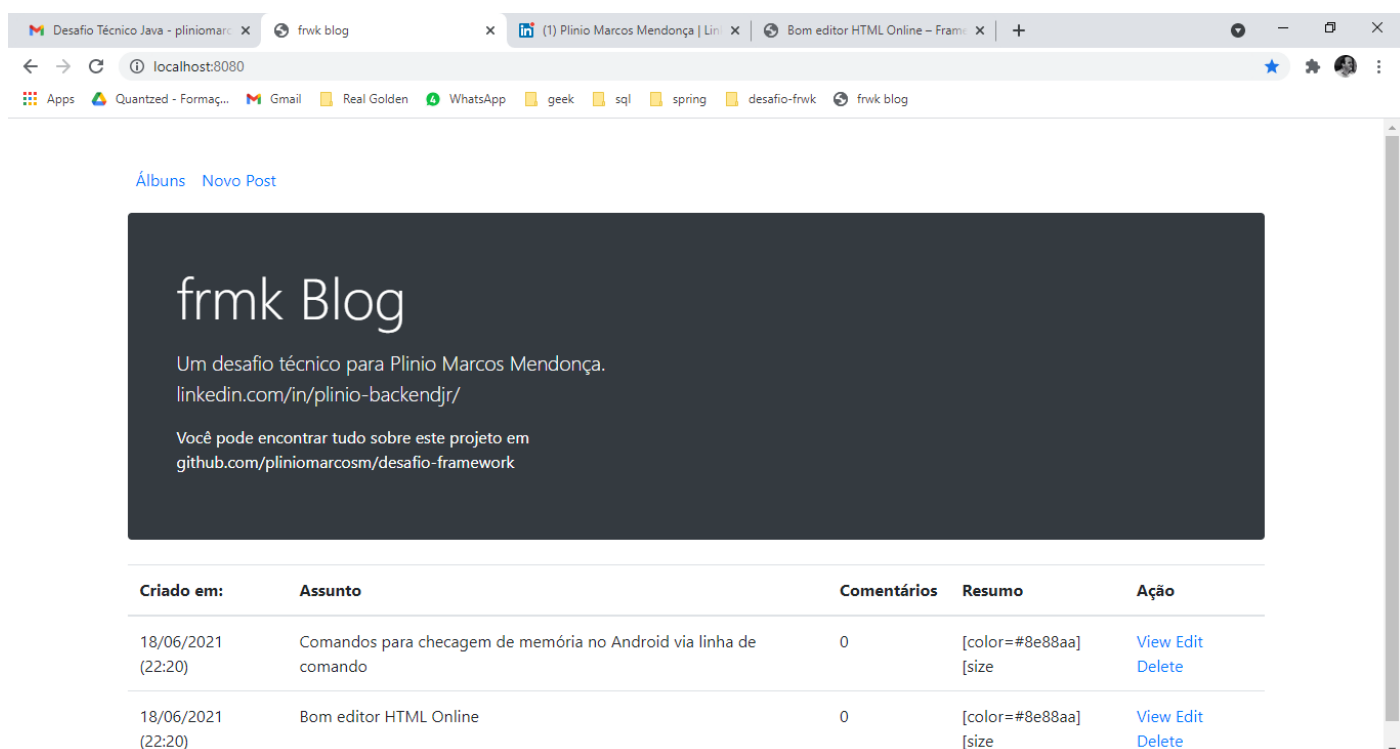 Desafio Técnico Java - pliniomarc
frwk blog
(1) Plinio Marcos Mendonça | Lin
Bom editor HTML Online – Frame
localhost:8080
Apps
Quantzed - Formaç...
Gmail
Real Golden
WhatsApp
geek
sql
spring
desafio-frwk
frwk blog
Álbuns Novo Post
frmk Blog
Um desafio técnico para Plinio Marcos Mendonça.
linkedin.com/in/plinio-backendjr/
Você pode encontrar tudo sobre este projeto em
github.com/pliniomarcosm/desafio-framework
Criado em: Assunto Comentários Resumo Ação
18/06/2021 Comandos para checagem de memória no Android via linha de 0 [color=#8e88aa] View Edit
(22:20) comando [size Delete
18/06/2021 Bom editor HTML Online 0 [color=#8e88aa] View Edit
(22:20) [size Delete